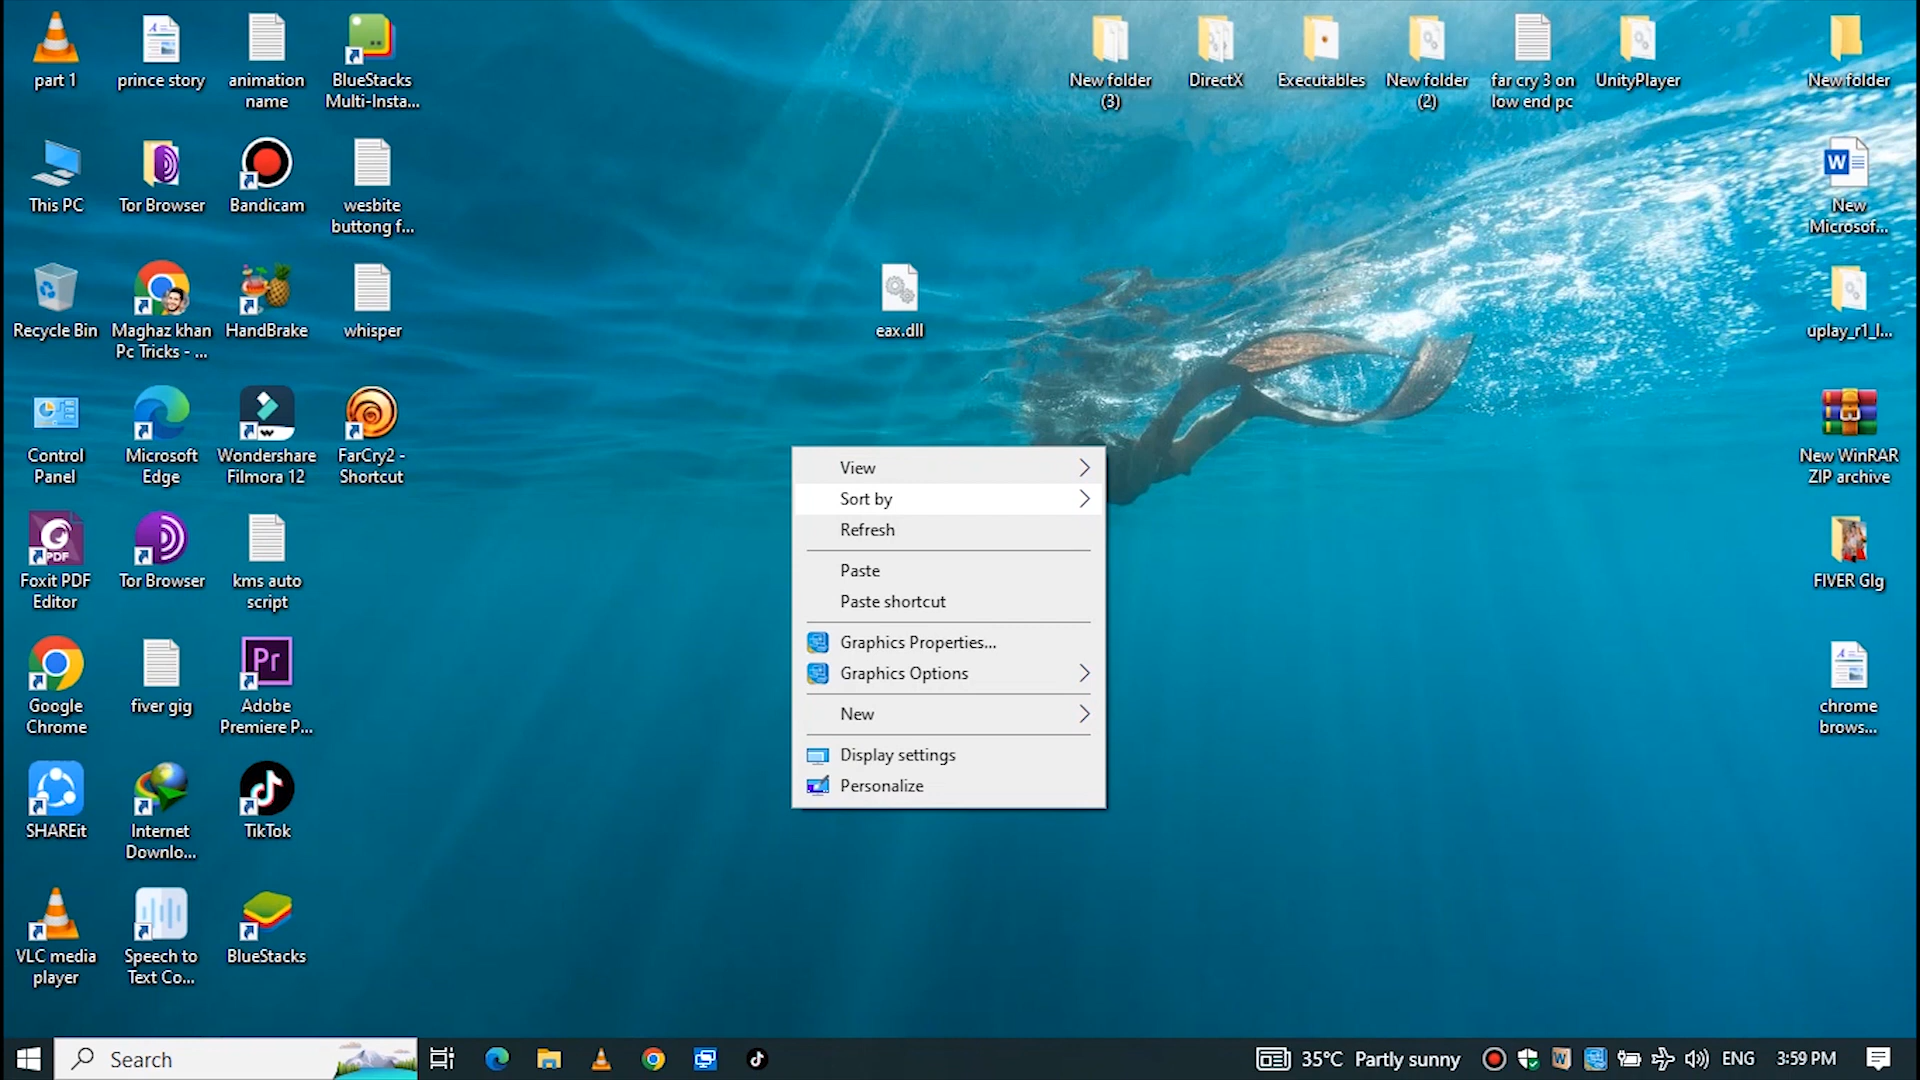 part 1
prince story
animation
name
BlueStacks
Multi-Insta...
New folder
(3)
DirectX
Executables
New folder
(2)
far cry 3 on
low end pc
UnityPlayer
New folder
This PC
Tor Browser
Bandicam
wesbite
buttong f...
W
New
Microsof...
Recycle Bin
Maghaz khan
Pc Tricks - ...
HandBrake
whisper
eax.dll
uplay_r1_l...
Control
Panel
Microsoft
Edge
Wondershare
Filmora 12
FarCry2 -
Shortcut
New WinRAR
ZIP archive
View
Sort by
Refresh
Paste
Paste shortcut
Graphics Properties...
Graphics Options
New
Display settings
Personalize
PDF
Foxit PDF
Editor
Tor Browser
kms auto
script
FIVER GIg
Google
Chrome
fiver gig
Pr
Adobe
Premiere P...
chrome
brows...
SHAREit
Internet
Downlo...
TikTok
VLC media
player
Speech to
Text Co...
BlueStacks
Search
35°C Partly sunny
W
ENG
3:59 PM